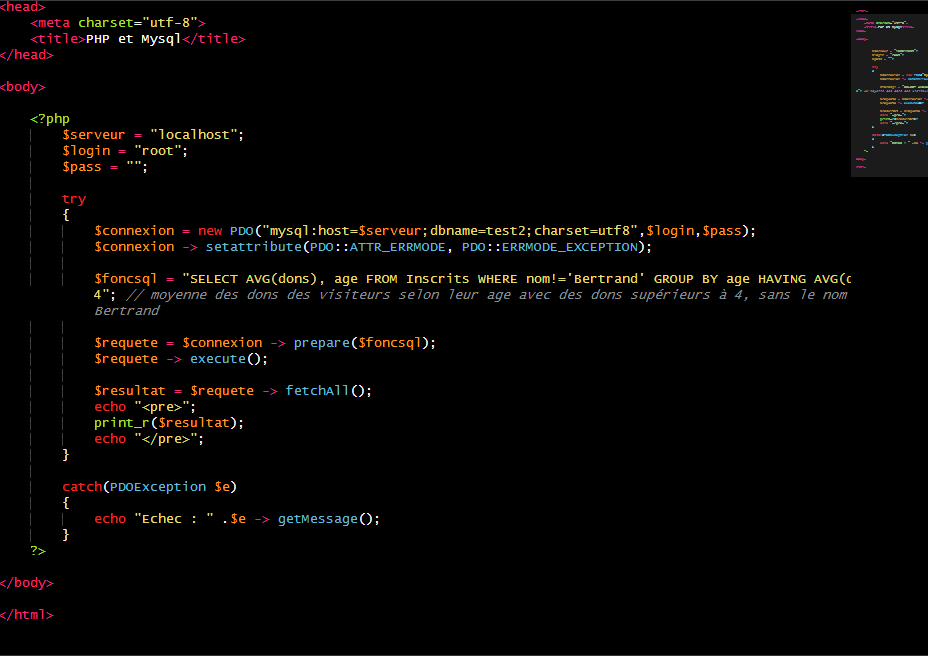 <head>
    <meta charset="utf-8">
    <title>PHP et Mysql</title>
</head>

<body>

    <?php
        $serveur = "localhost";
        $login = "root";
        $pass = "";

        try
        {
            $connexion = new PDO("mysql:host=$serveur;dbname=test2;charset=utf8",$login,$pass);
            $connexion -> setattribute(PDO::ATTR_ERRMODE, PDO::ERRMODE_EXCEPTION);

            $foncsql = "SELECT AVG(dons), age FROM Inscrits WHERE nom!='Bertrand' GROUP BY age HAVING AVG(
            4"; // moyenne des dons des visiteurs selon leur age avec des dons supérieurs à 4, sans le nom
            Bertrand

            $requete = $connexion -> prepare($foncsql);
            $requete -> execute();

            $resultat = $requete -> fetchAll();
            echo "<pre>";
            print_r($resultat);
            echo "</pre>";
        }

        catch(PDOException $e)
        {
            echo "Echec : " .$e -> getMessage();
        }
    ?>

</body>

</html>